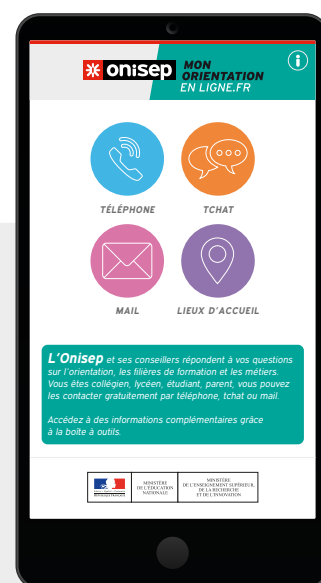 onisep
MON
ORIENTATION
EN LIGNE.FR
TÉLÉPHONE
TCHAT
MAIL
LIEUX D'ACCUEIL
L'Onisep et ses conseillers répondent à vos questions
sur l'orientation, les filières de formation et les métiers.
Vous êtes collégien, lycéen, étudiant, parent, vous pouvez
les contacter gratuitement par téléphone, tchat ou mail.
Accédez à des informations complémentaires grâce
à la boîte à outils.
MINISTÈRE
DE L'ÉDUCATION
NATIONALE
MINISTÈRE
DE L'ENSEIGNEMENT SUPÉRIEUR,
DE LA RECHERCHE
ET DE L'INNOVATION